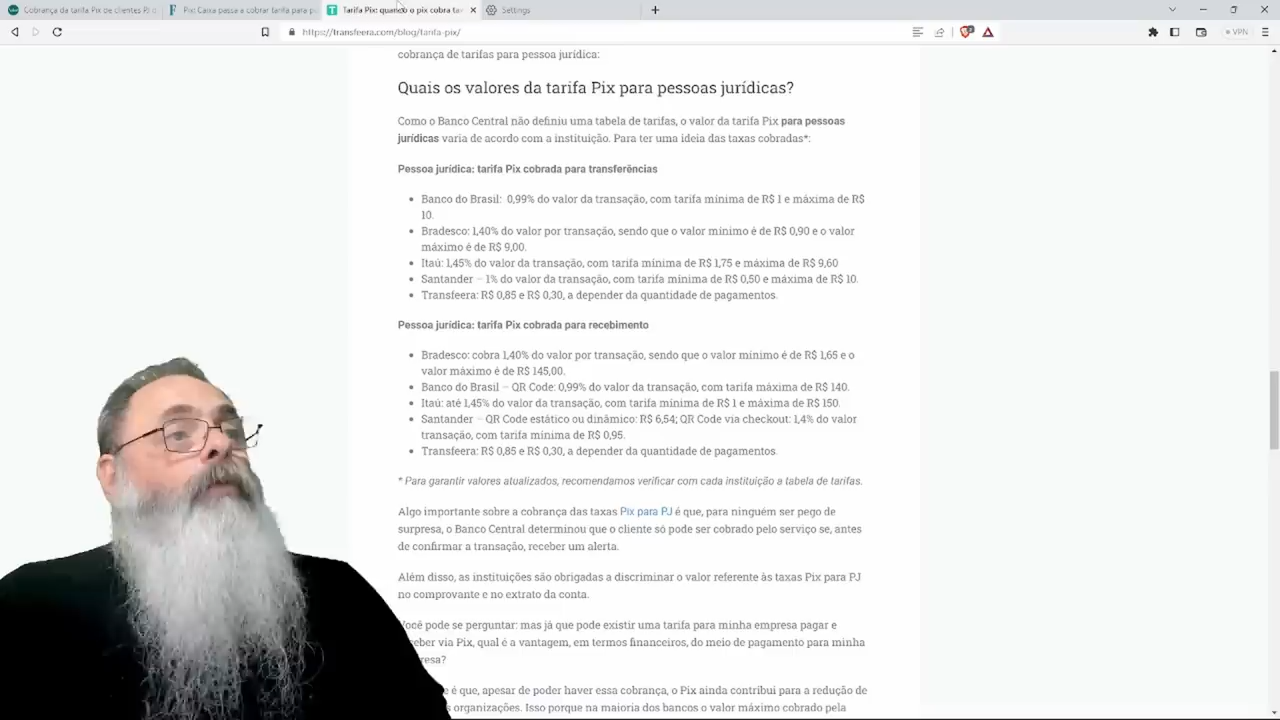 Cobrança da tarifa Pix de clientes PJ
Pix: Caixa passa a cobrar tarifa para
Tarifa Pix: quando o pix cobra
Settings
https://transfeera.com/blog/tarifa-pix/
VPN
cobrança de tarifas para pessoa jurídica:
Quais os valores da tarifa Pix para pessoas jurídicas?
Como o Banco Central não definiu uma tabela de tarifas, o valor da tarifa Pix para pessoas
jurídicas varia de acordo com a instituição. Para ter uma ideia das taxas cobradas*:
Pessoa jurídica: tarifa Pix cobrada para transferências
Banco do Brasil: 0,99% do valor da transação, com tarifa mínima de R$ 1 e máxima de R$
10.
Bradesco: 1,40% do valor por transação, sendo que o valor mínimo é de R$ 0,90 e o valor
máximo é de R$ 9,00.
Itaú: 1,45% do valor da transação, com tarifa mínima de R$ 1,75 e máxima de R$ 9,60
Santander – 1% do valor da transação, com tarifa mínima de R$ 0,50 e máxima de R$ 10.
Transfeera: R$ 0,85 e R$ 0,30, a depender da quantidade de pagamentos.
Pessoa jurídica: tarifa Pix cobrada para recebimento
Bradesco: cobra 1,40% do valor por transação, sendo que o valor mínimo é de R$ 1,65 e o
valor máximo é de R$ 145,00.
Banco do Brasil – QR Code: 0,99% do valor da transação, com tarifa máxima de R$ 140.
Itaú: até 1,45% do valor da transação, com tarifa mínima de R$ 1 e máxima de R$ 150.
Santander – QR Code estático ou dinâmico: R$ 6,54; QR Code via checkout: 1,4% do valor
transação, com tarifa mínima de R$ 0,95.
Transfeera: R$ 0,85 e R$ 0,30, a depender da quantidade de pagamentos.
* Para garantir valores atualizados, recomendamos verificar com cada instituição a tabela de tarifas.
Algo importante sobre a cobrança das taxas Pix para PJ é que, para ninguém ser pego de
surpresa, o Banco Central determinou que o cliente só pode ser cobrado pelo serviço se, antes
de confirmar a transação, receber um alerta.
Além disso, as instituições são obrigadas a discriminar o valor referente às taxas Pix para PJ
no comprovante e no extrato da conta.
Você pode se perguntar: mas já que pode existir uma tarifa para minha empresa pagar e
eceber via Pix, qual é a vantagem, em termos financeiros, do meio de pagamento para minha
resa?
e é que, apesar de poder haver essa cobrança, o Pix ainda contribui para a redução de
s organizações. Isso porque na maioria dos bancos o valor máximo cobrado pela